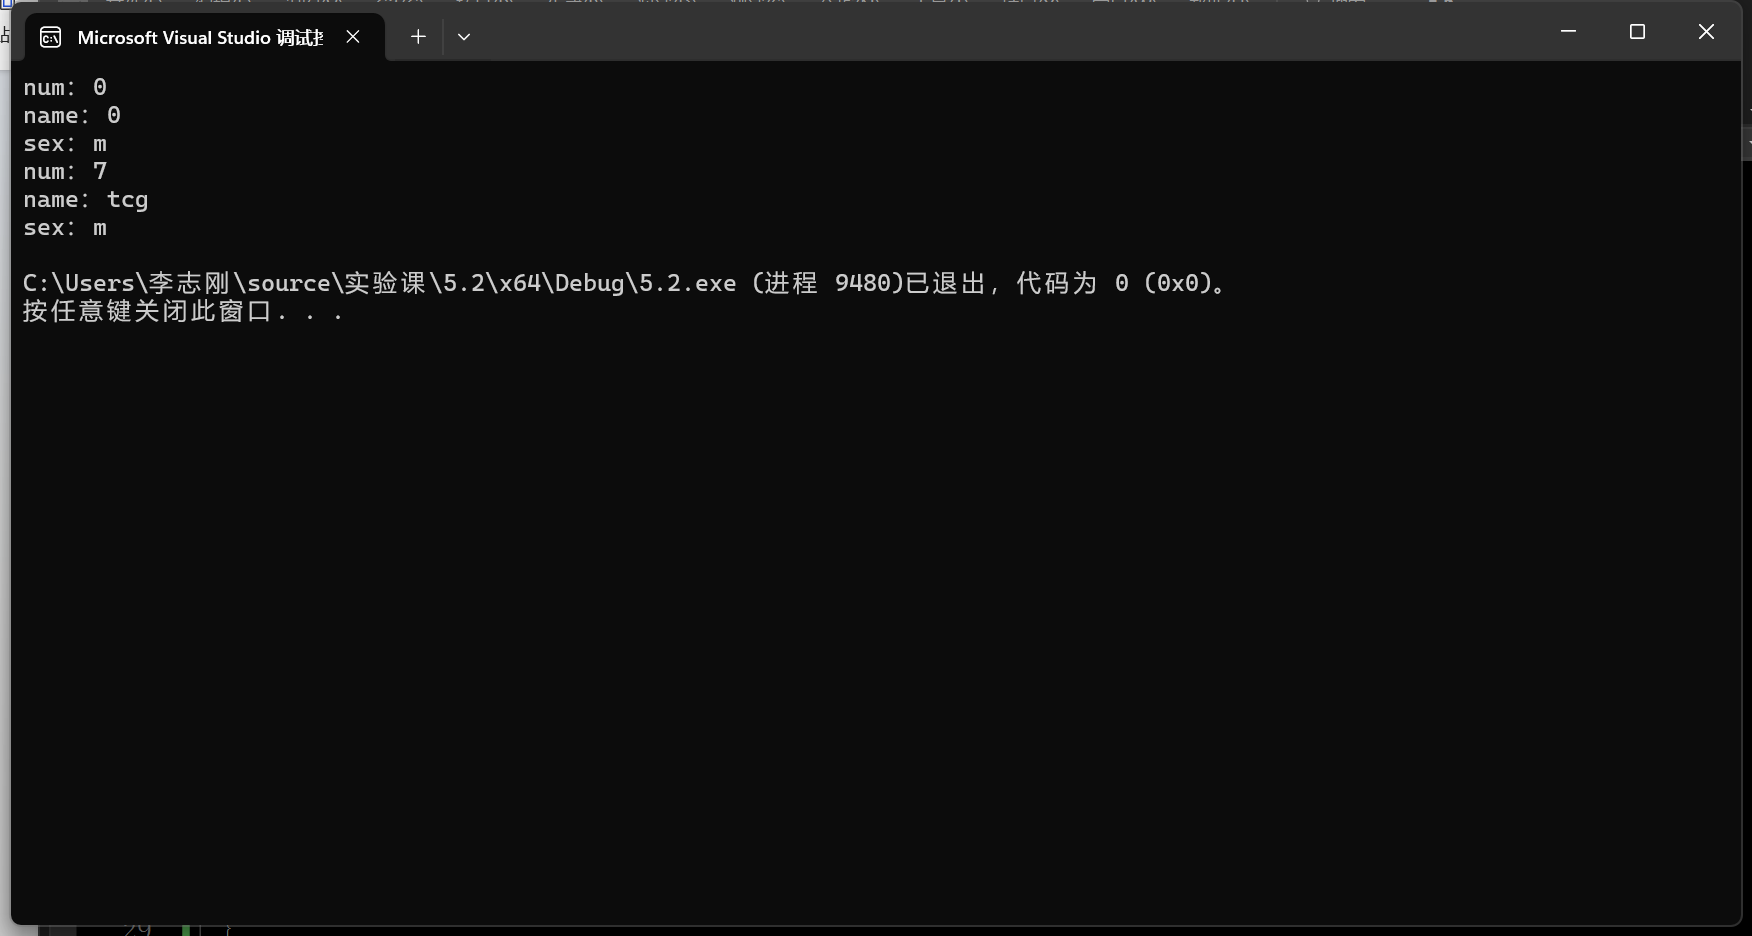 Microsoft Visual Studio 调试
num: 0
name: 0
sex: m
num: 7
name: tcg
sex: m
C:\Users\李志刚\source\实验课\5.2\x64\Debug\5.2.exe (进程 9480)已退出，代码为 0 (0x0)。
按任意键关闭此窗口. . .
29 }